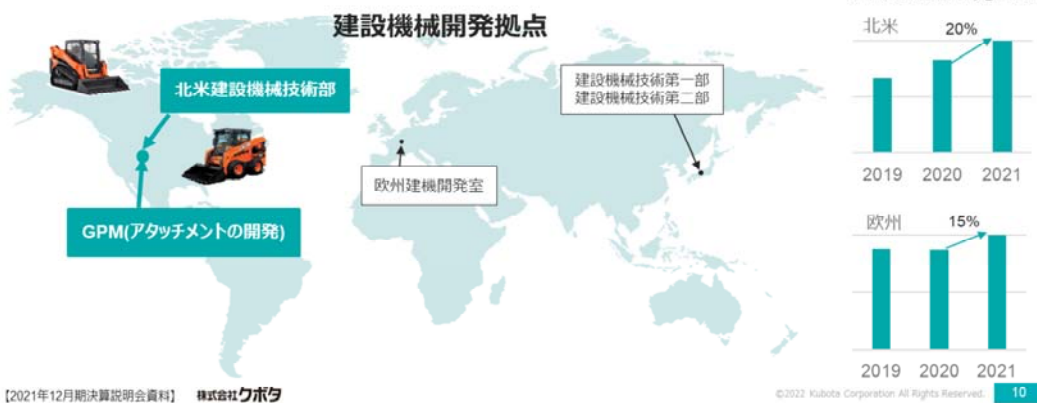 建設機械開発拠点
北米建設機械技術部
GPM(アタッチメントの開発)
欧州建機開発室
建設機械技術第一部
建設機械技術第二部
北米
20%
2019 2020 2021
欧州
15%
2019 2020 2021
【2021年12月期決算説明会資料】 株式会社クボタ
©2022 Kubota Corporation All Rights Reserved. 10